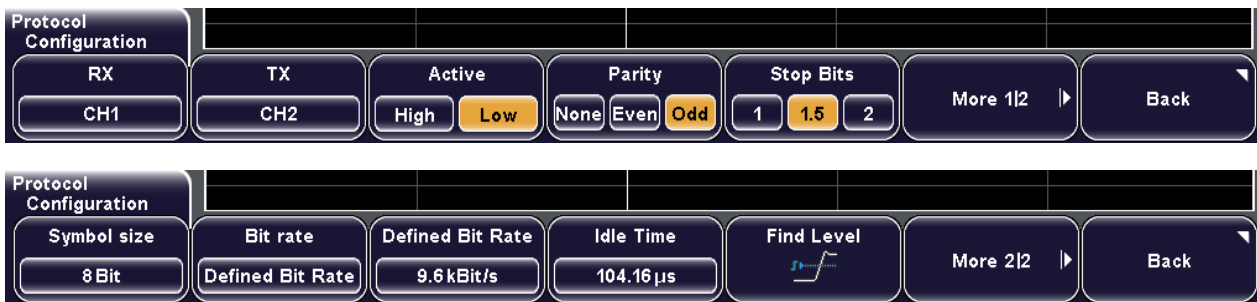 Protocol
Configuration
RX TX Active Parity Stop Bits More 1|2 Back
CH1 CH2 High Low None Even Odd 1 1.5 2
Protocol
Configuration
Symbol size Bit rate Defined Bit Rate Idle Time Find Level More 2|2 Back
8 Bit Defined Bit Rate 9.6 kBit/s 104.16 µs